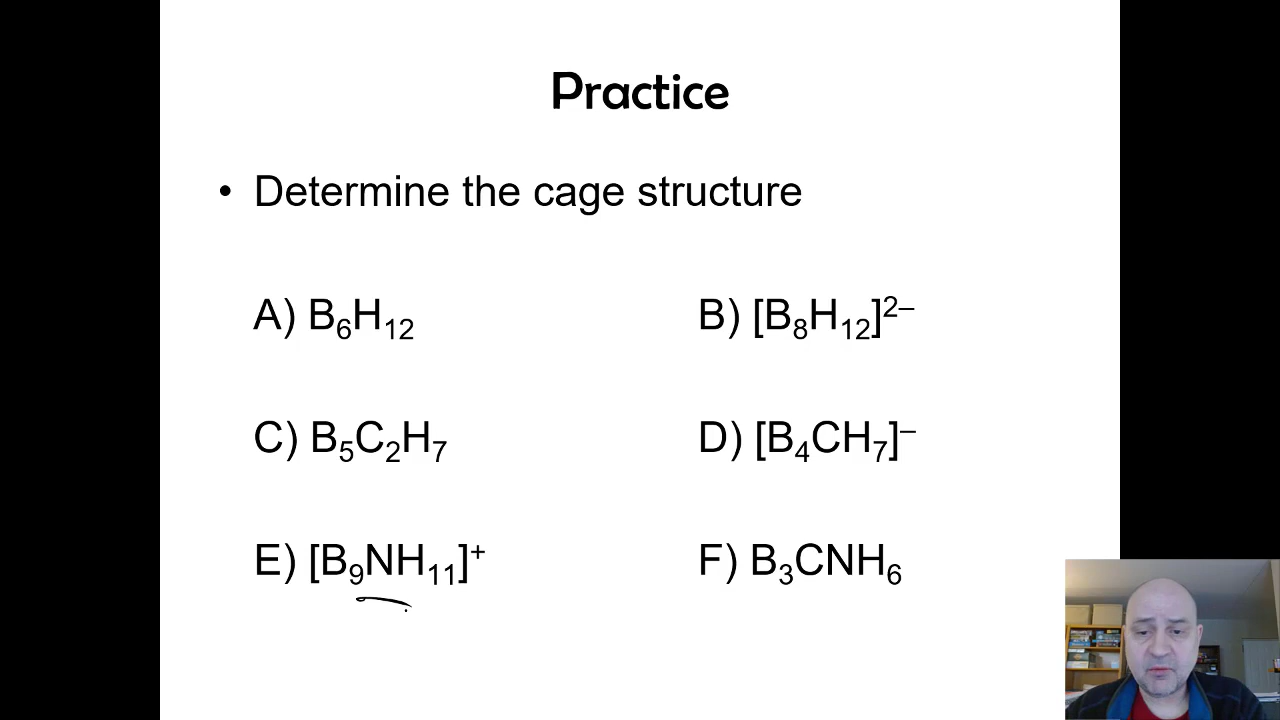 Practice
• Determine the cage structure
A) B₆H₁₂ B) [B₈H₁₂]²⁻
C) B₅C₂H₇ D) [B₄CH₇]⁻
E) [B₉NH₁₁]⁺ F) B₃CNH₆